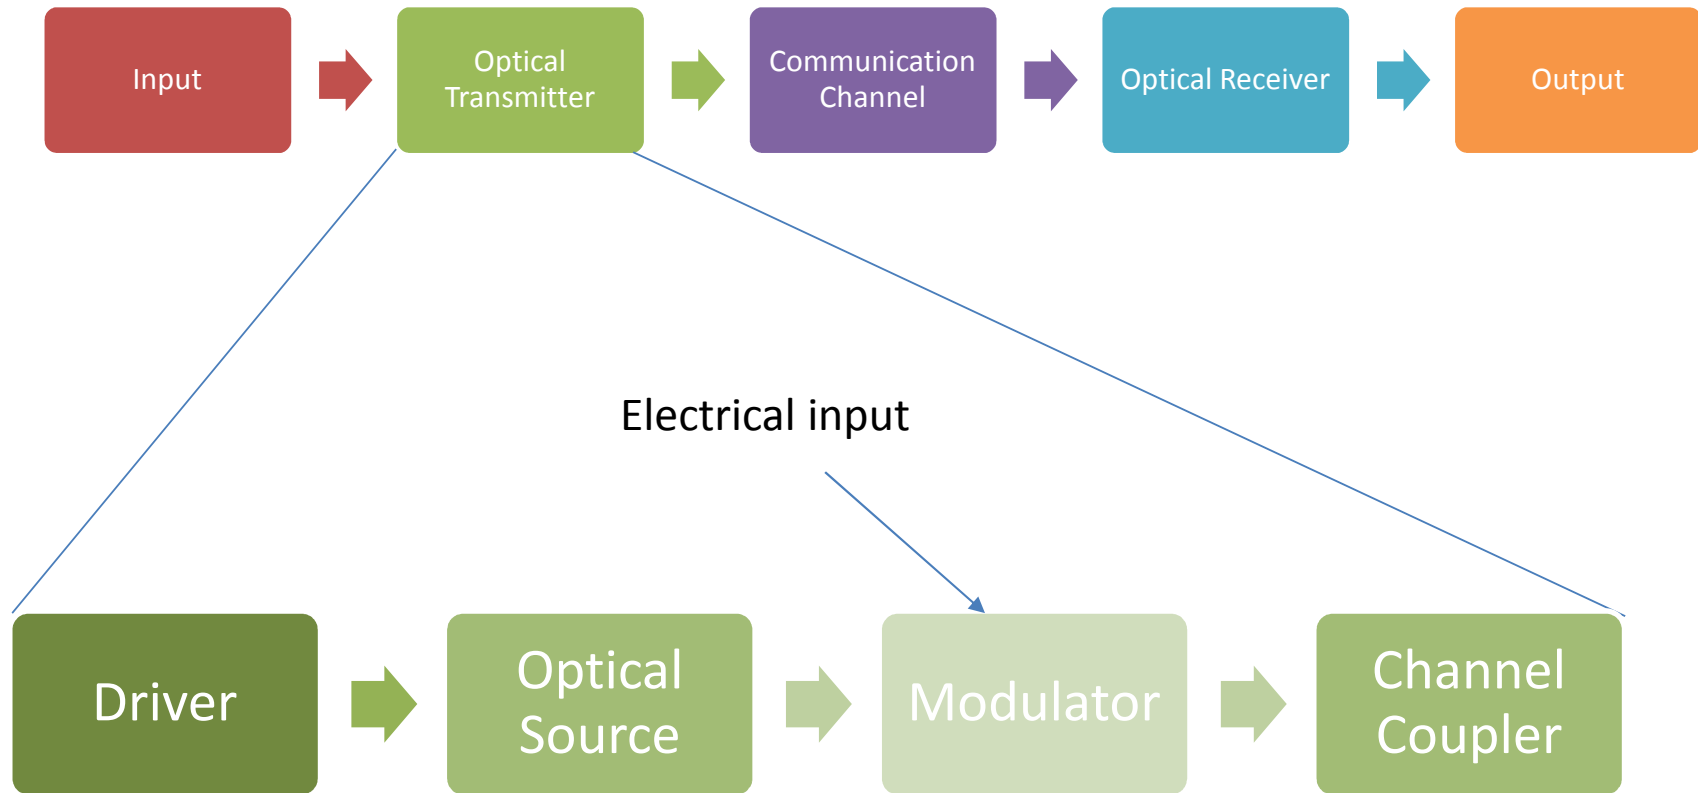 Input
Optical
Transmitter
Communication
Channel
Optical Receiver
Output
Electrical input
Driver
Optical
Source
Modulator
Channel
Coupler